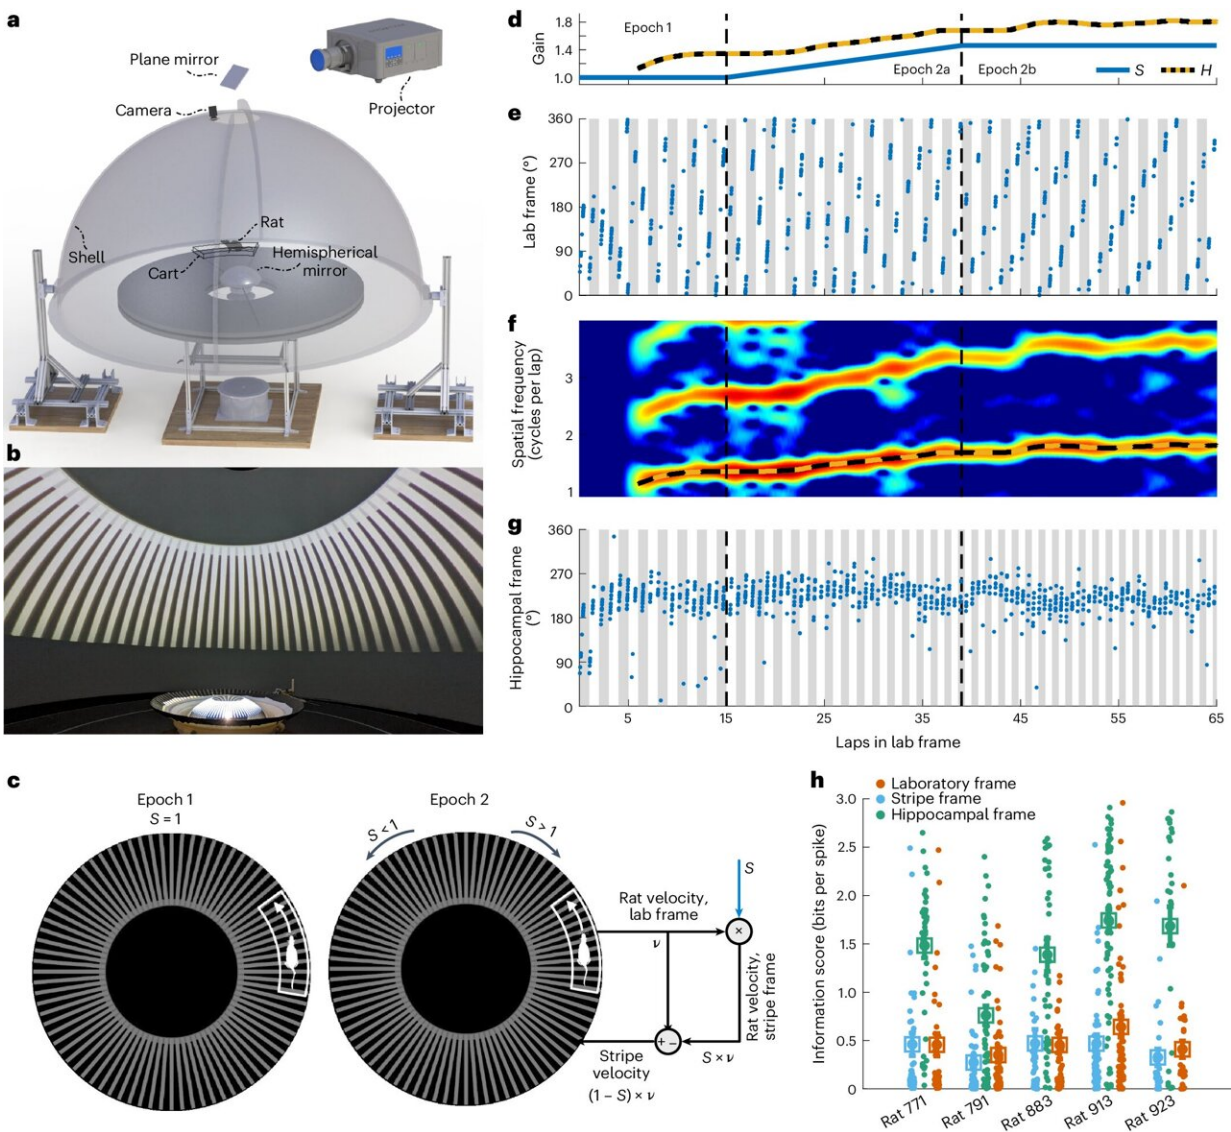 a
Plane mirror
Camera
Projector
Rat
Shell
Hemispherical
mirror
Cart
b
c
Epoch 1
S = 1
Epoch 2
S < 1
S > 1
Rat velocity,
lab frame
S
v
×
Rat velocity,
stripe frame
+ −
S × v
Stripe
velocity
(1 − S) × v
d
Gain
1.8
1.4
1.0
Epoch 1
Epoch 2a
Epoch 2b
S
H
e
Lab frame (°)
360
270
180
90
0
f
Spatial frequency
(cycles per lap)
3
2
1
g
Hippocampal frame
(°)
360
270
180
90
0
5
15
25
35
45
55
65
Laps in lab frame
h
Laboratory frame
Stripe frame
Hippocampal frame
Information score (bits per spike)
3.0
2.5
2.0
1.5
1.0
0.5
0
Rat 771
Rat 791
Rat 883
Rat 913
Rat 923